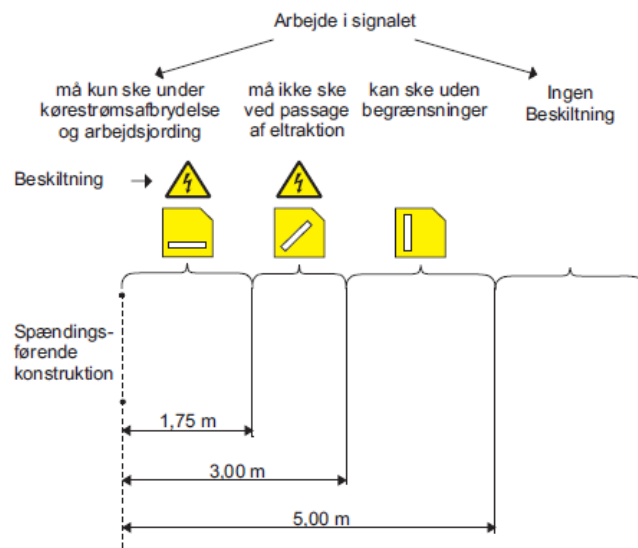 Arbejde i signalet
må kun ske under
kørestrømsafbrydelse
og arbejdsjording
må ikke ske
ved passage
af eltraktion
kan ske uden
begrænsninger
Ingen
Beskiltning
Beskiltning
Spændings-
førende
konstruktion
1,75 m
3,00 m
5,00 m